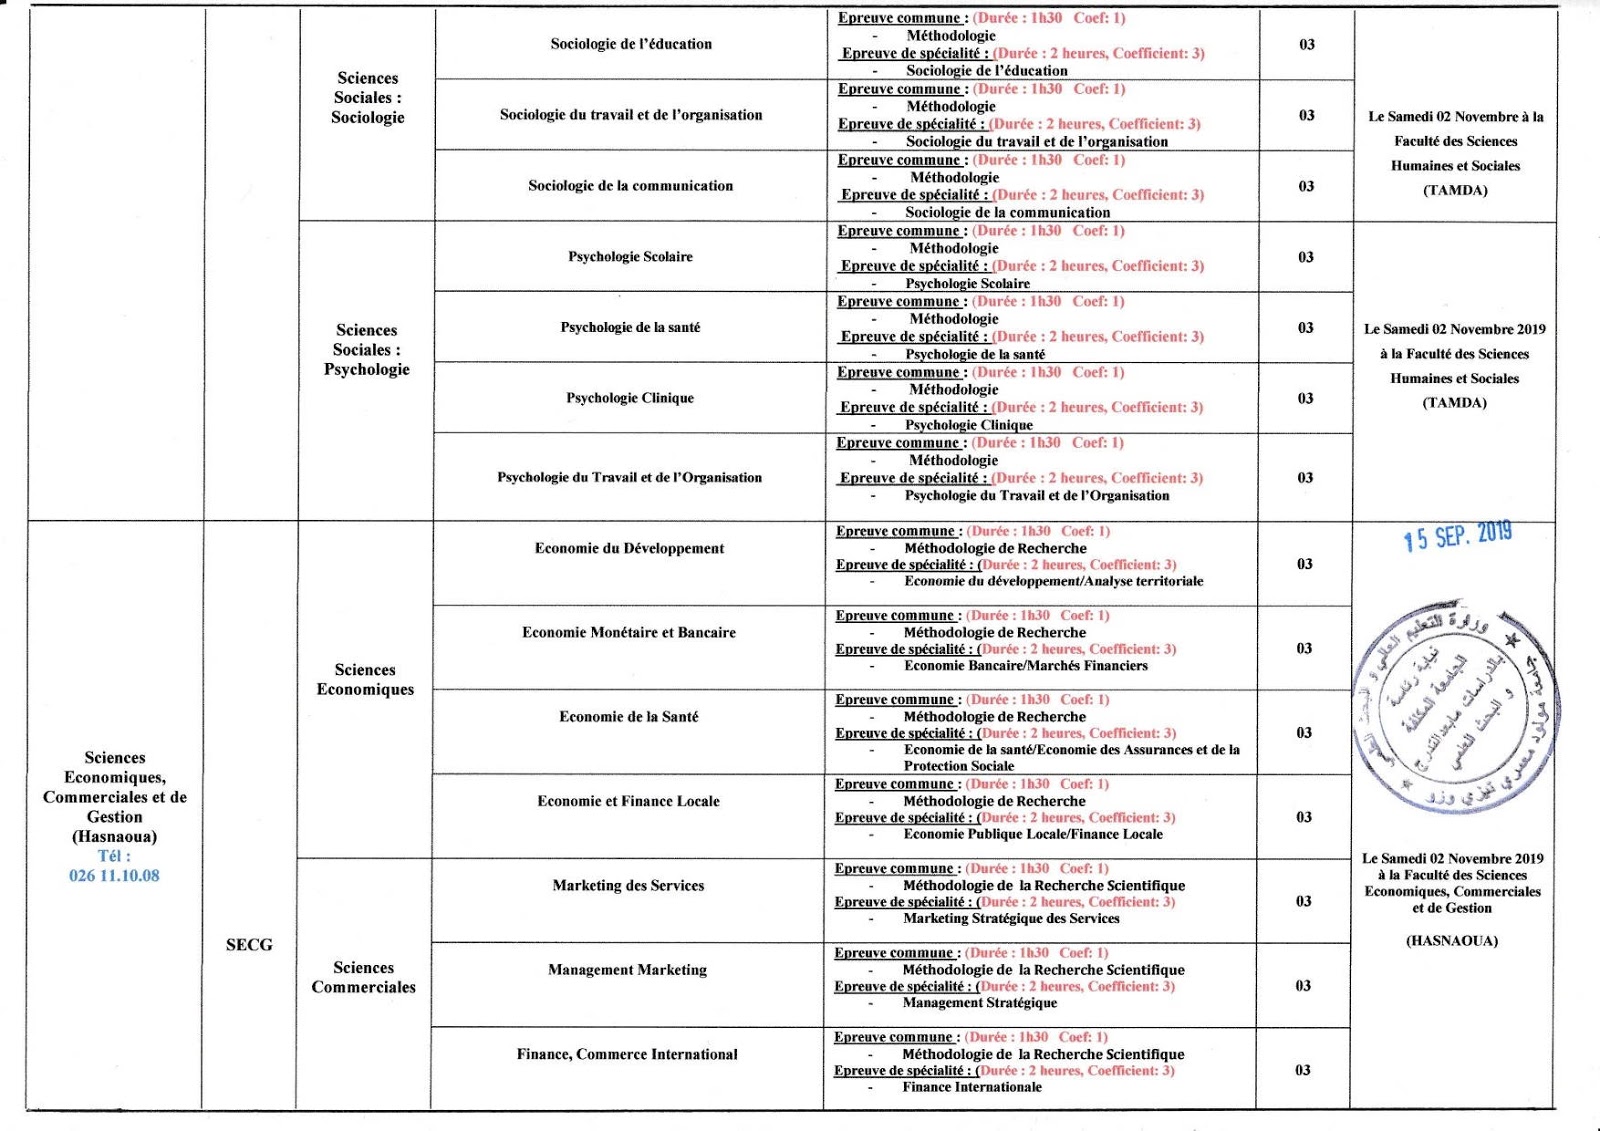 Sciences
Sociales :
Sociologie
Sociologie de l'éducation
Epreuve commune : (Durée : 1h30 Coef: 1)
- Méthodologie
Epreuve de spécialité : (Durée : 2 heures, Coefficient: 3)
- Sociologie de l'éducation
03
Sociologie du travail et de l'organisation
Epreuve commune : (Durée : 1h30 Coef: 1)
- Méthodologie
Epreuve de spécialité : (Durée : 2 heures, Coefficient: 3)
- Sociologie du travail et de l'organisation
03
Sociologie de la communication
Epreuve commune : (Durée : 1h30 Coef: 1)
- Méthodologie
Epreuve de spécialité : (Durée : 2 heures, Coefficient: 3)
- Sociologie de la communication
03
Le Samedi 02 Novembre à la
Faculté des Sciences
Humaines et Sociales
(TAMDA)
Sciences
Sociales :
Psychologie
Psychologie Scolaire
Epreuve commune : (Durée : 1h30 Coef: 1)
- Méthodologie
Epreuve de spécialité : (Durée : 2 heures, Coefficient: 3)
- Psychologie Scolaire
03
Psychologie de la santé
Epreuve commune : (Durée : 1h30 Coef: 1)
- Méthodologie
Epreuve de spécialité : (Durée : 2 heures, Coefficient: 3)
- Psychologie de la santé
03
Psychologie Clinique
Epreuve commune : (Durée : 1h30 Coef: 1)
- Méthodologie
Epreuve de spécialité : (Durée : 2 heures, Coefficient: 3)
- Psychologie Clinique
03
Psychologie du Travail et de l'Organisation
Epreuve commune : (Durée : 1h30 Coef: 1)
- Méthodologie
Epreuve de spécialité : (Durée : 2 heures, Coefficient: 3)
- Psychologie du Travail et de l'Organisation
03
Le Samedi 02 Novembre 2019
à la Faculté des Sciences
Humaines et Sociales
(TAMDA)
Sciences
Economiques,
Commerciales et de
Gestion
(Hasnaoua)
Tél :
026 11.10.08
SECG
Sciences
Economiques
Economie du Développement
Epreuve commune : (Durée : 1h30 Coef: 1)
- Méthodologie de Recherche
Epreuve de spécialité : (Durée : 2 heures, Coefficient: 3)
- Economie du développement/Analyse territoriale
03
Economie Monétaire et Bancaire
Epreuve commune : (Durée : 1h30 Coef: 1)
- Méthodologie de Recherche
Epreuve de spécialité : (Durée : 2 heures, Coefficient: 3)
- Economie Bancaire/Marchés Financiers
03
Economie de la Santé
Epreuve commune : (Durée : 1h30 Coef: 1)
- Méthodologie de Recherche
Epreuve de spécialité : (Durée : 2 heures, Coefficient: 3)
- Economie de la santé/Economie des Assurances et de la
Protection Sociale
03
Economie et Finance Locale
Epreuve commune : (Durée : 1h30 Coef: 1)
- Méthodologie de Recherche
Epreuve de spécialité : (Durée : 2 heures, Coefficient: 3)
- Economie Publique Locale/Finance Locale
03
Sciences
Commerciales
Marketing des Services
Epreuve commune : (Durée : 1h30 Coef: 1)
- Méthodologie de la Recherche Scientifique
Epreuve de spécialité : (Durée : 2 heures, Coefficient: 3)
- Marketing Stratégique des Services
03
Management Marketing
Epreuve commune : (Durée : 1h30 Coef: 1)
- Méthodologie de la Recherche Scientifique
Epreuve de spécialité : (Durée : 2 heures, Coefficient: 3)
- Management Stratégique
03
Finance, Commerce International
Epreuve commune : (Durée : 1h30 Coef: 1)
- Méthodologie de la Recherche Scientifique
Epreuve de spécialité : (Durée : 2 heures, Coefficient: 3)
- Finance Internationale
03
15 SEP. 2019
وزارة التعليم العالي و البحث العلمي
جامعة مولود معمري تيزي وزو
نيابة رئاسة
الجامعة المكلفة
بالدراسات ما بعد التدرج
و البحث العلمي
Le Samedi 02 Novembre 2019
à la Faculté des Sciences
Economiques, Commerciales
et de Gestion
(HASNAOUA)